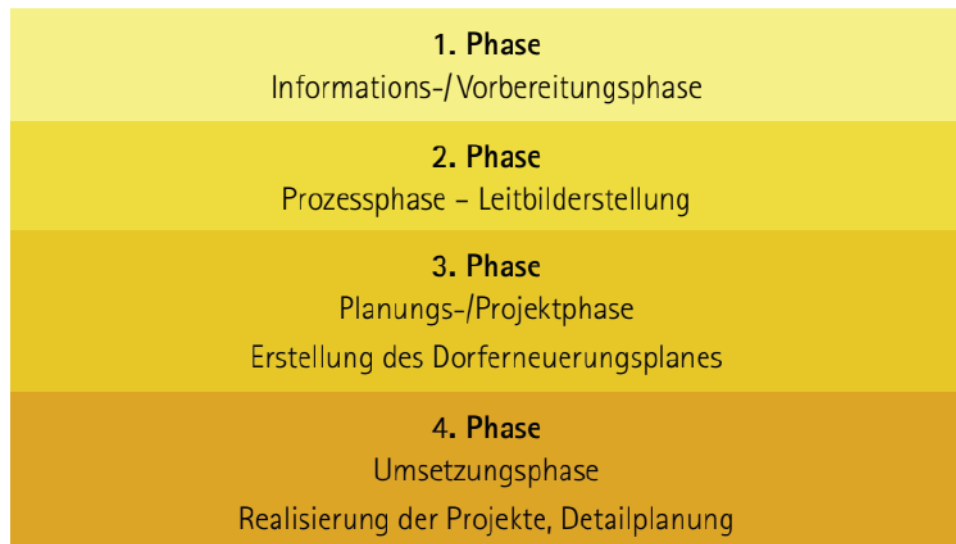 1. Phase
Informations-/Vorbereitungsphase
2. Phase
Prozessphase – Leitbilderstellung
3. Phase
Planungs-/Projektphase
Erstellung des Dorferneuerungsplanes
4. Phase
Umsetzungsphase
Realisierung der Projekte, Detailplanung